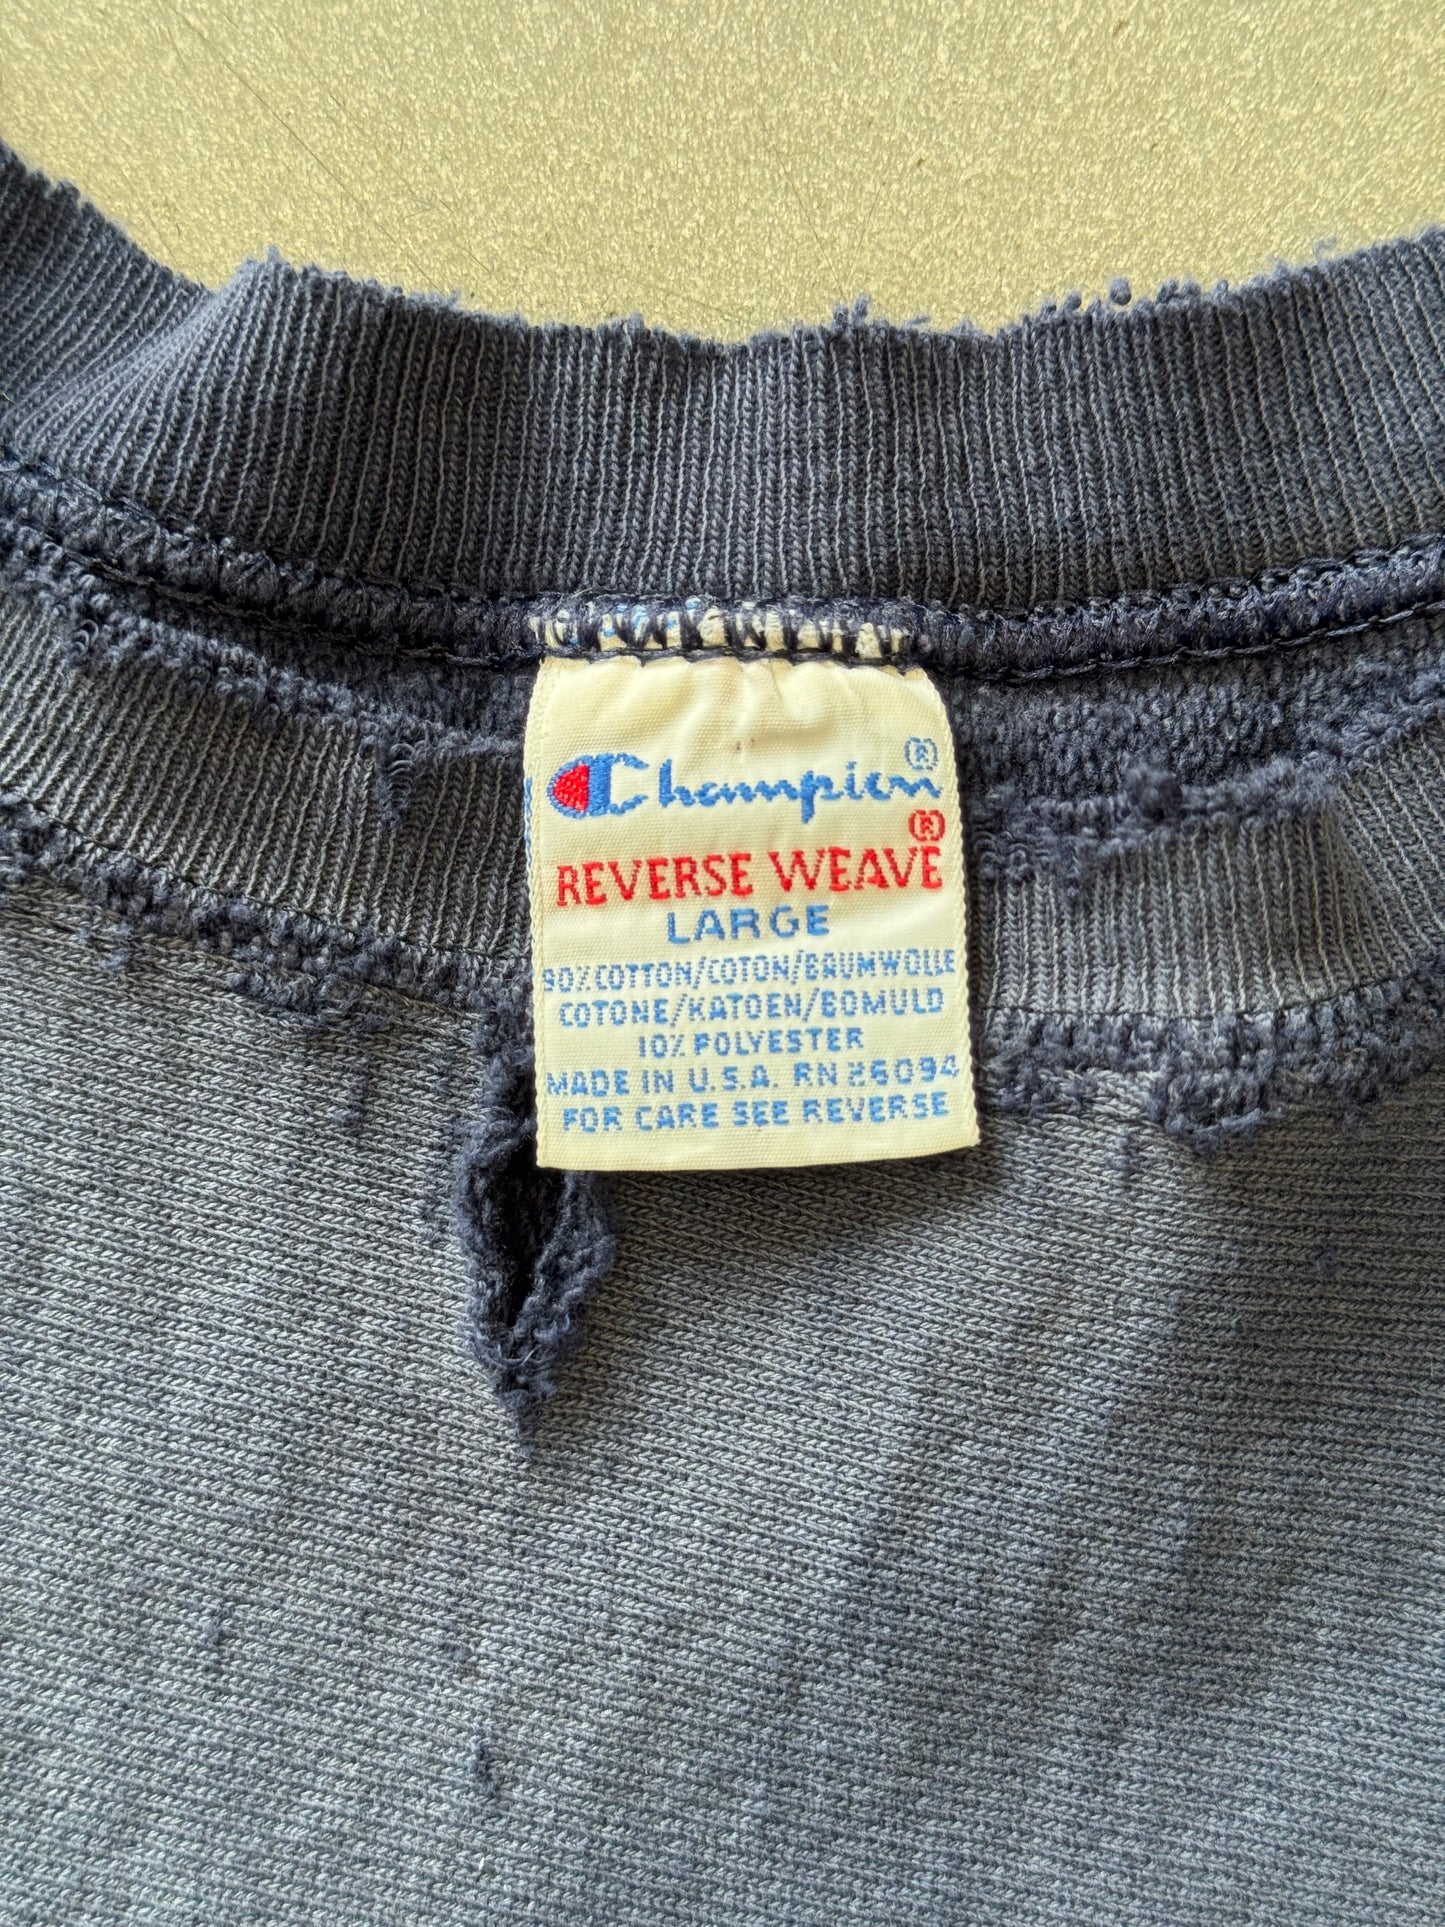 Champion®
REVERSE WEAVE®
LARGE
90% COTTON/COTON/BAUMWOLLE
COTONE/KATOEN/BOMULD
10% POLYESTER
MADE IN U.S.A. RN 26094
FOR CARE SEE REVERSE